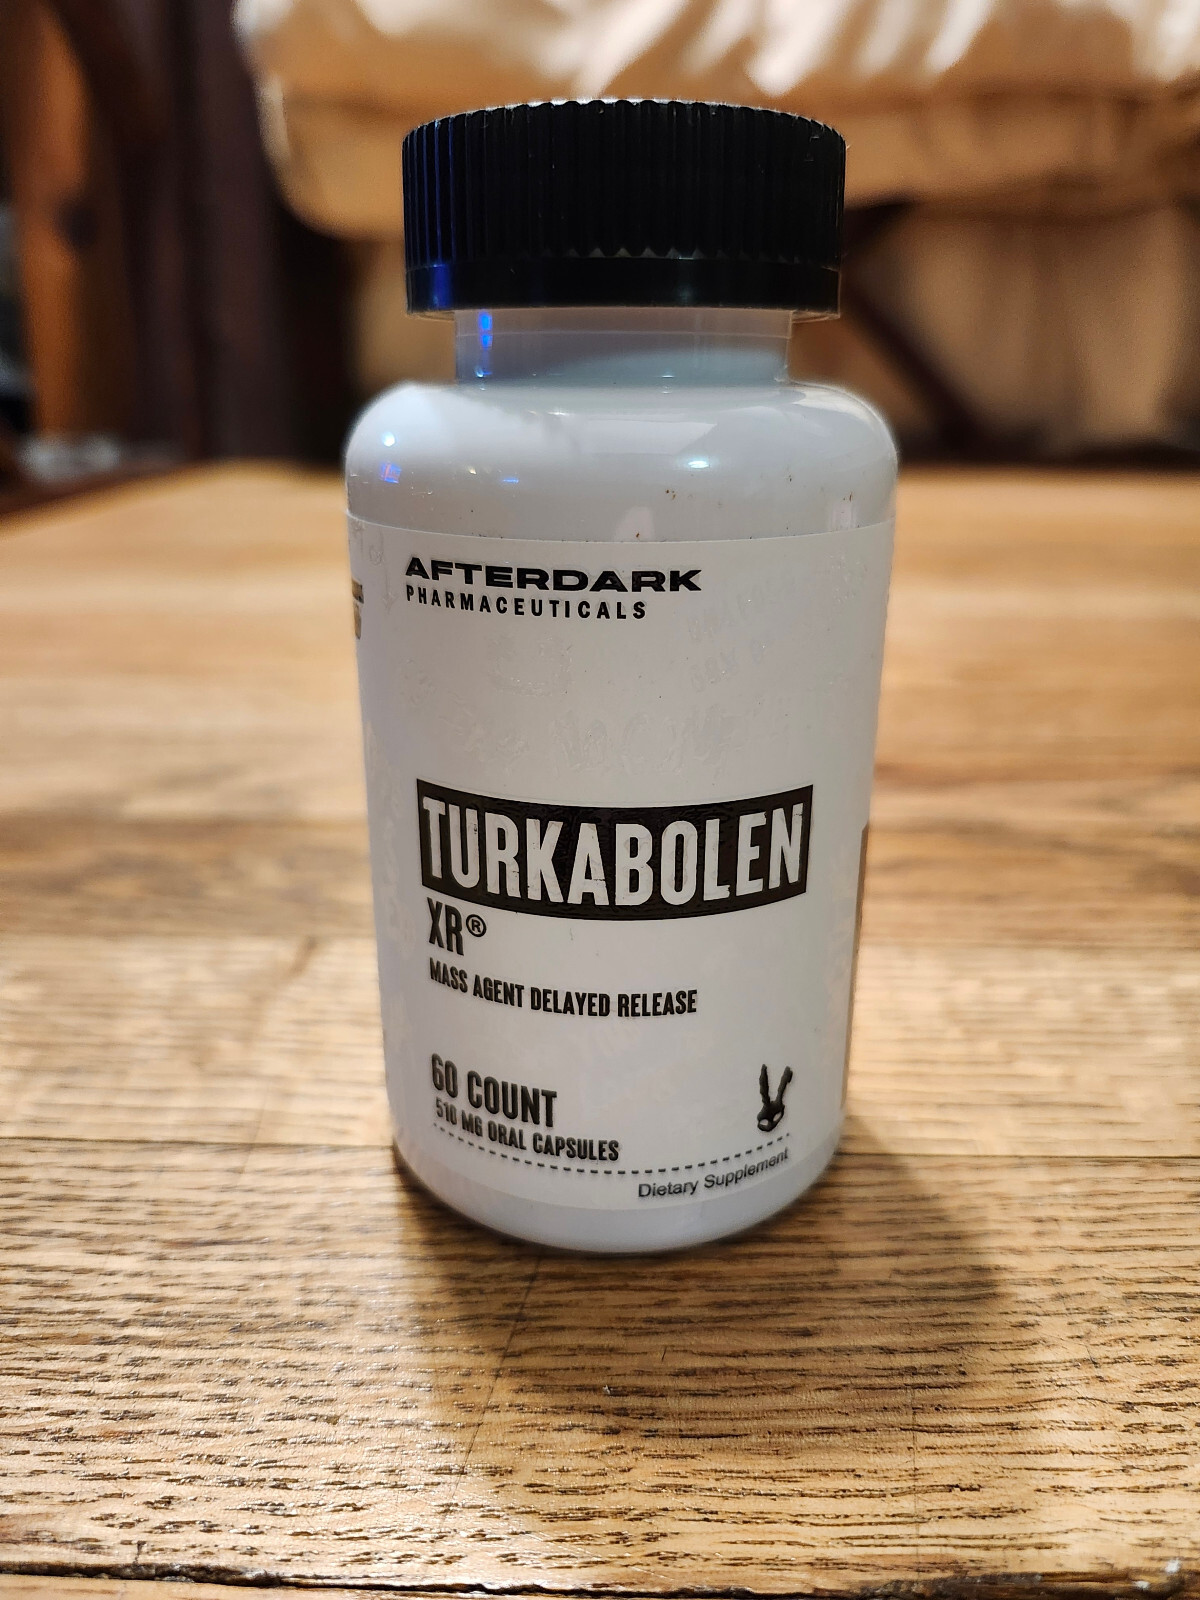 AFTERDARK
PHARMACEUTICALS
TURKABOLEN
XR®
MASS AGENT DELAYED RELEASE
60 COUNT
510 MG ORAL CAPSULES
Dietary Supplement